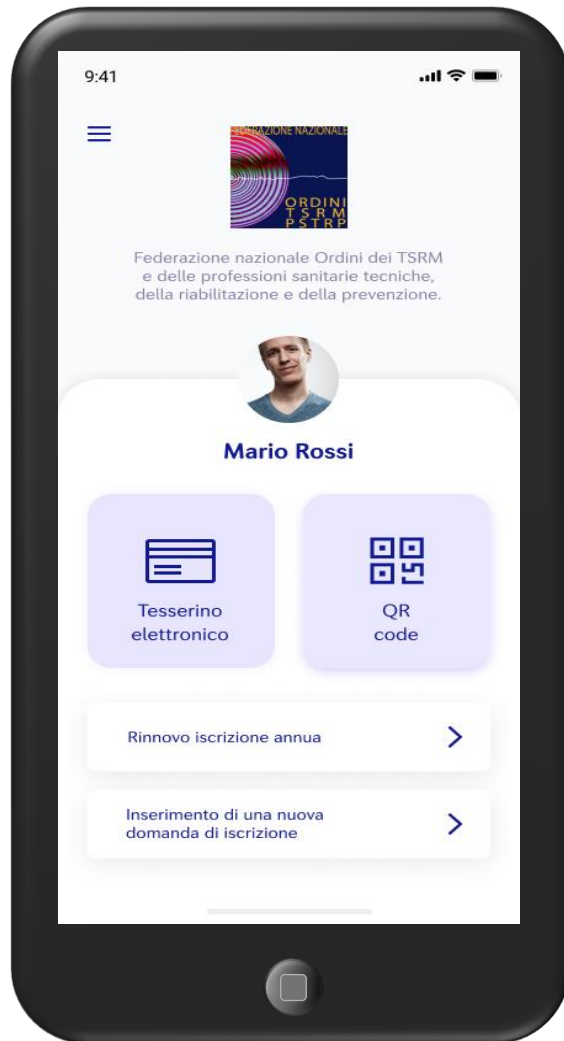 9:41
FEDERAZIONE NAZIONALE
ORDINI
TSRM
PSTRP
Federazione nazionale Ordini dei TSRM
e delle professioni sanitarie tecniche,
della riabilitazione e della prevenzione.
Mario Rossi
Tesserino
elettronico
QR
code
Rinnovo iscrizione annua
Inserimento di una nuova
domanda di iscrizione